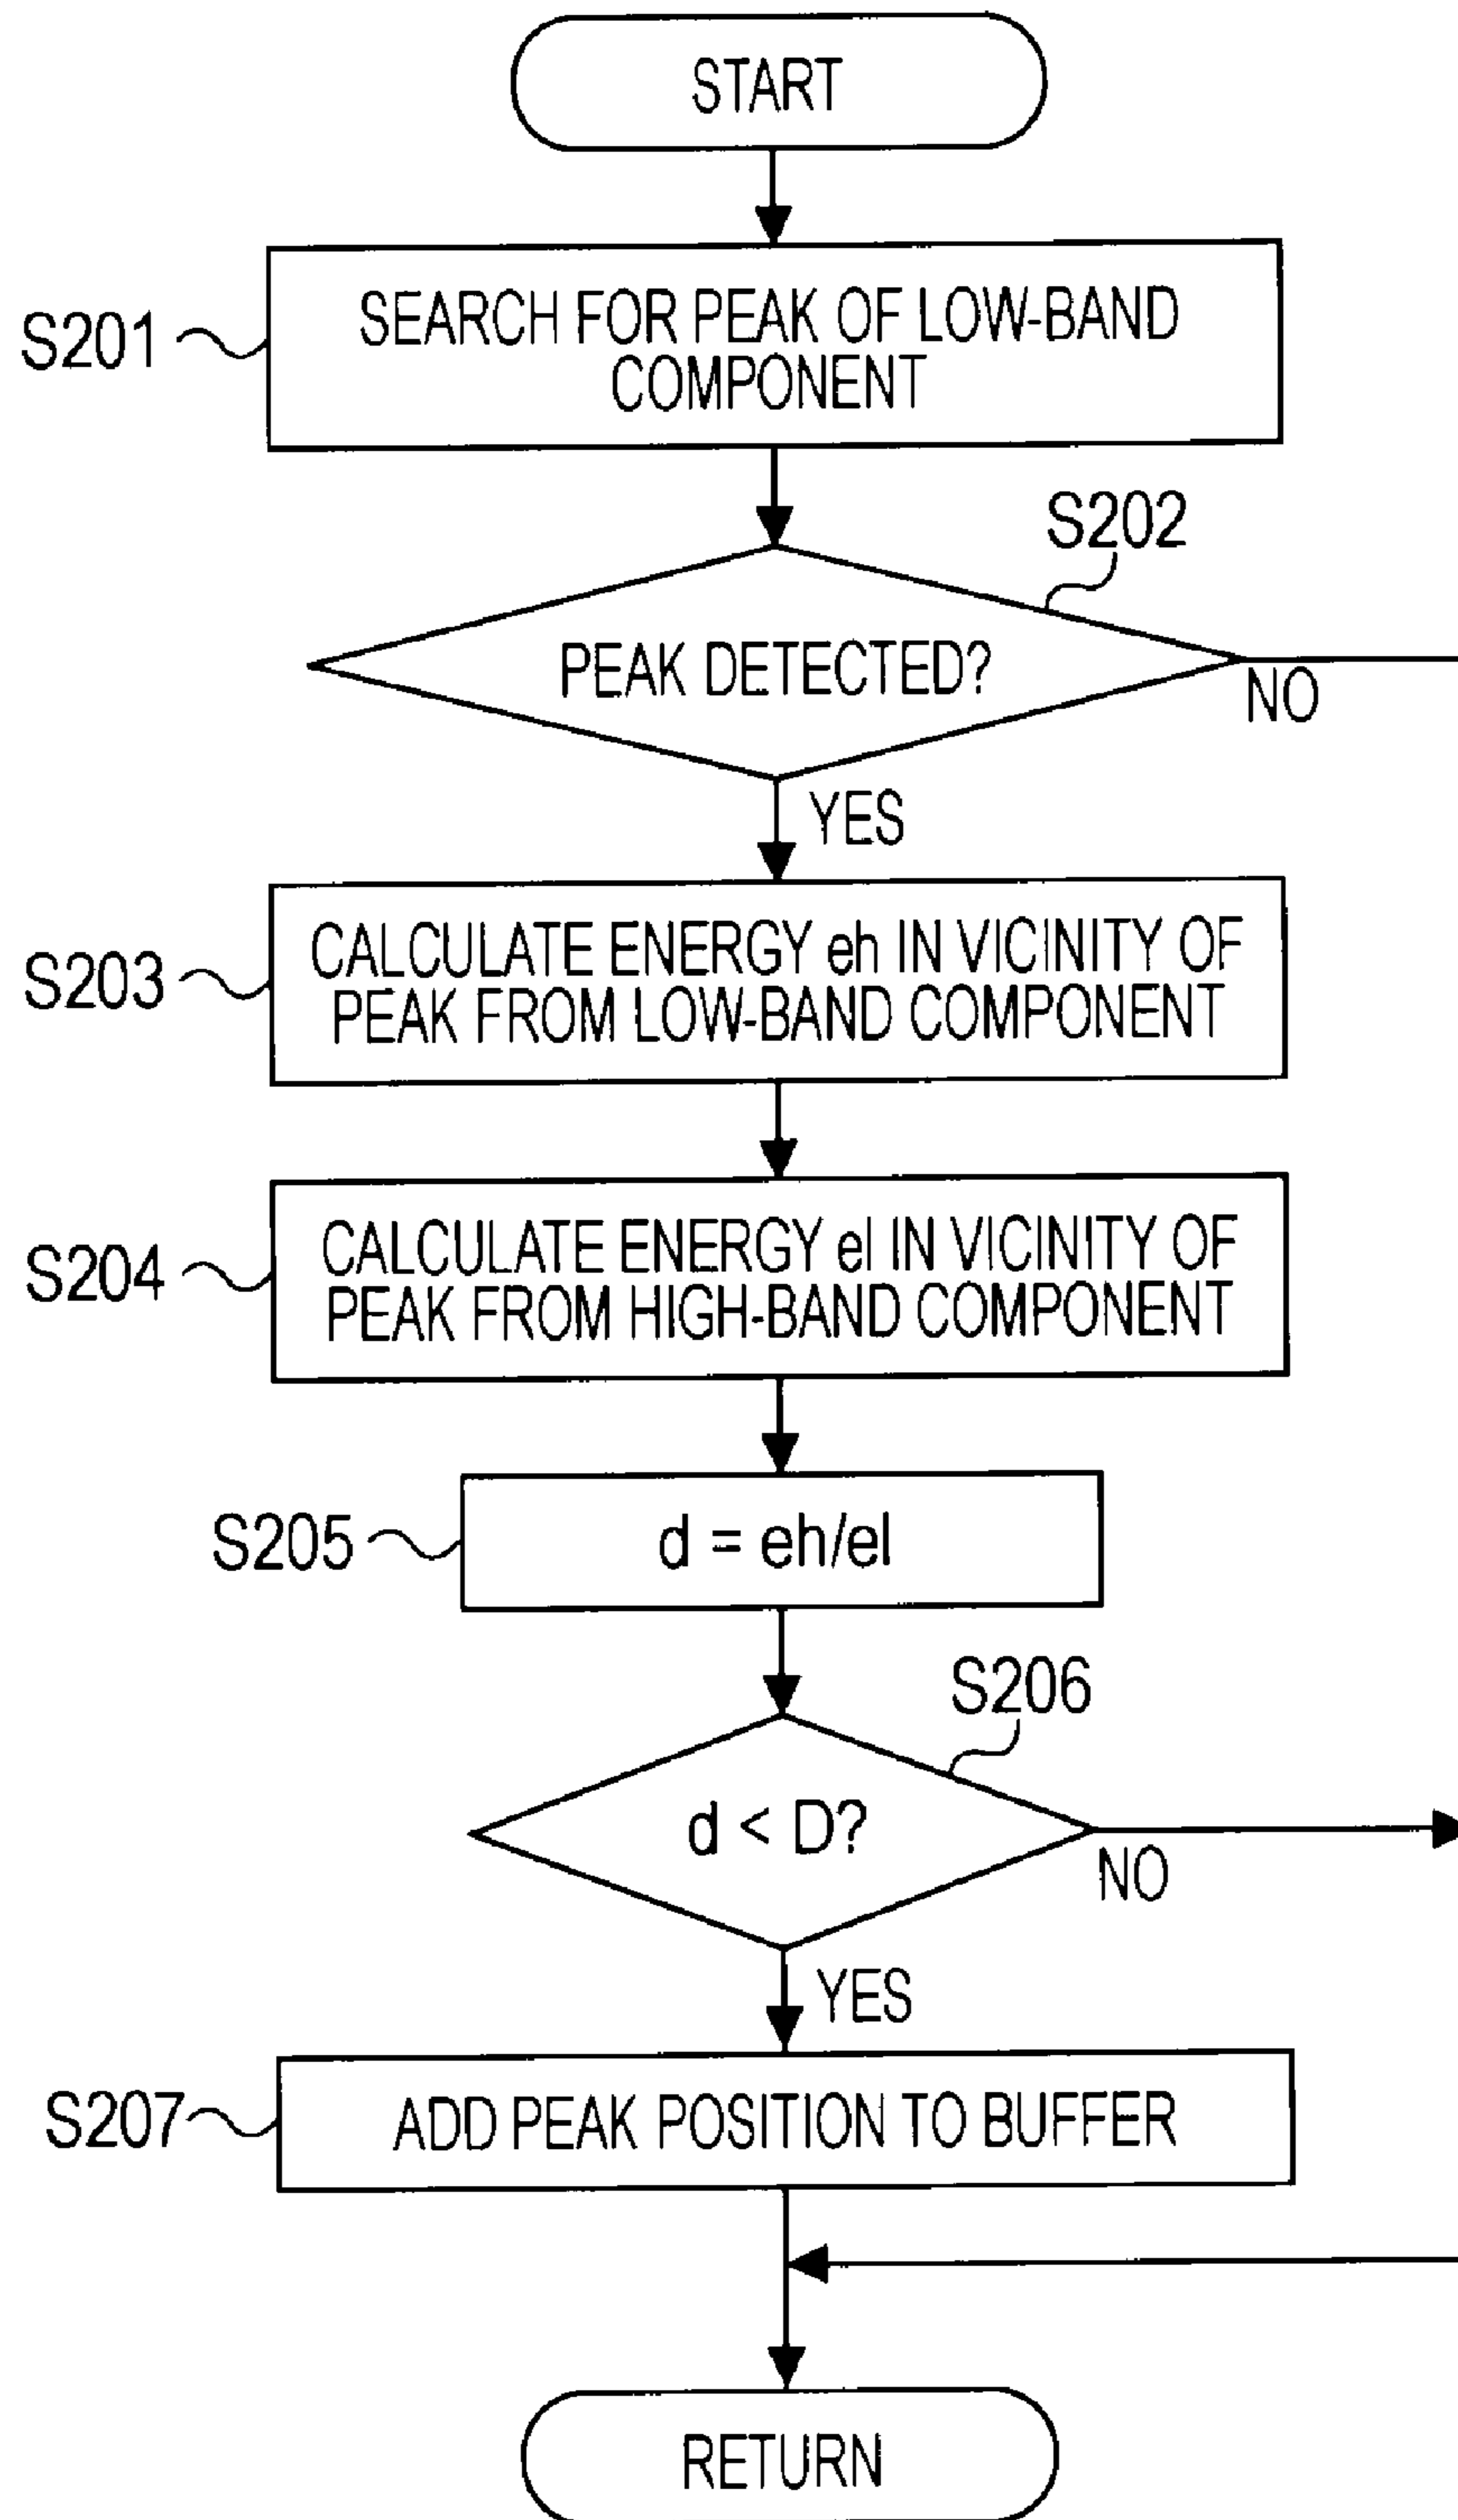 START
S201
SEARCH FOR PEAK OF LOW-BAND
COMPONENT
S202
PEAK DETECTED?
NO
YES
S203
CALCULATE ENERGY eh IN VICINITY OF
PEAK FROM LOW-BAND COMPONENT
S204
CALCULATE ENERGY el IN VICINITY OF
PEAK FROM HIGH-BAND COMPONENT
S205
d = eh/el
S206
d < D?
NO
YES
S207
ADD PEAK POSITION TO BUFFER
RETURN